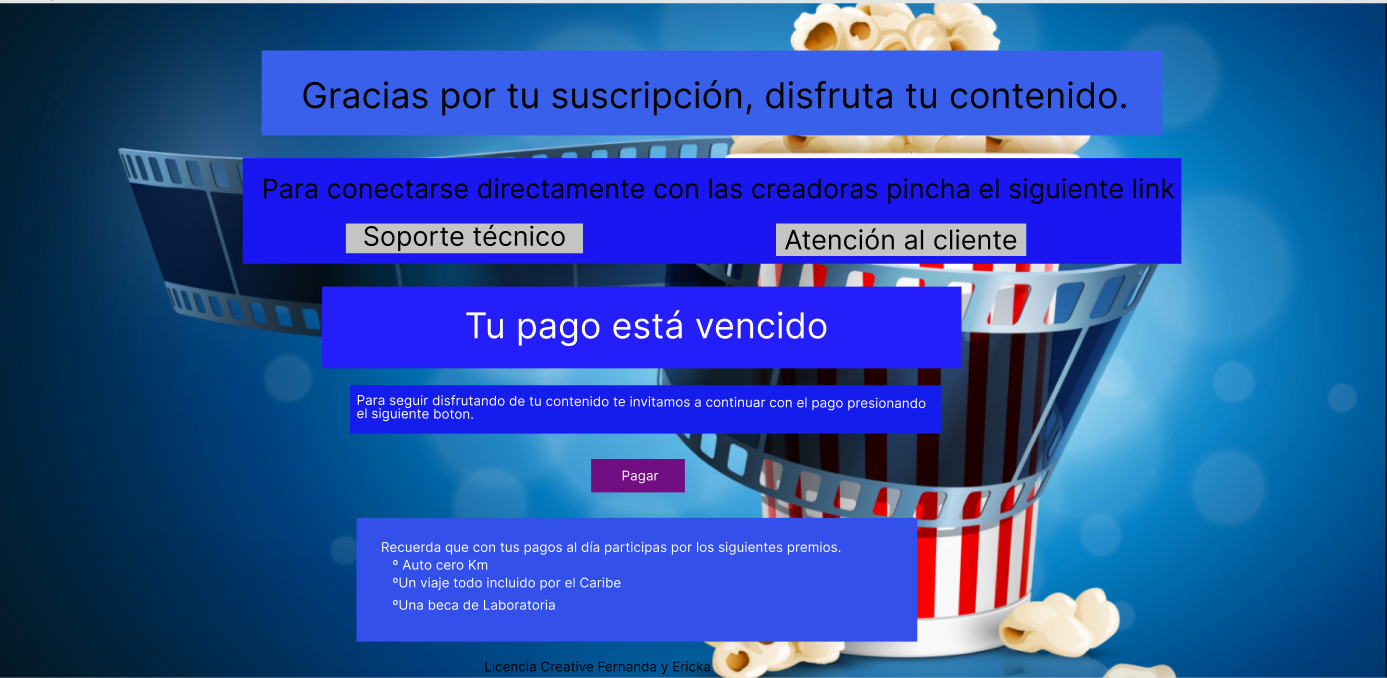 Gracias por tu suscripción, disfruta tu contenido.
Para conectarse directamente con las creadoras pincha el siguiente link
Soporte técnico
Atención al cliente
Tu pago está vencido
Para seguir disfrutando de tu contenido te invitamos a continuar con el pago presionando
el siguiente boton.
Pagar
Recuerda que con tus pagos al día participas por los siguientes premios.
º Auto cero Km
ºUn viaje todo incluido por el Caribe
ºUna beca de Laboratoria
Licencia Creative Fernanda y Ericka